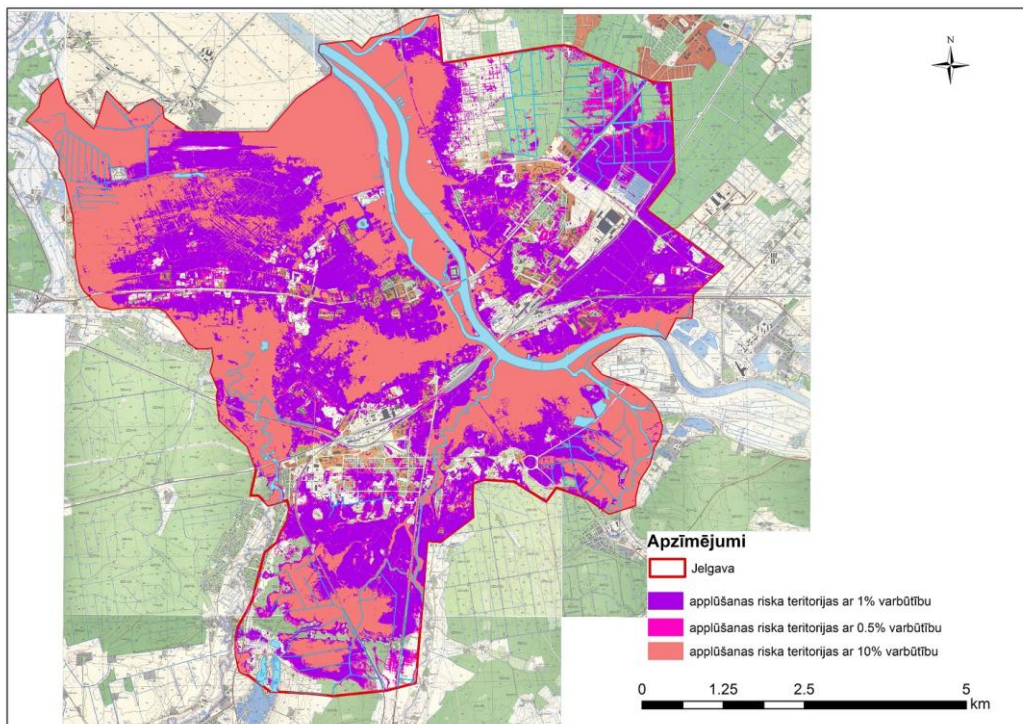 N
Apzīmējumi
Jelgava
applūšanas riska teritorijas ar 1% varbūtību
applūšanas riska teritorijas ar 0.5% varbūtību
applūšanas riska teritorijas ar 10% varbūtību
0 1.25 2.5 5
km